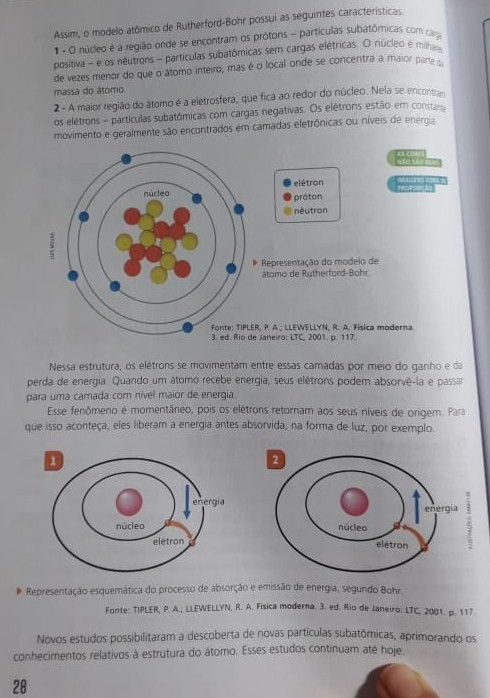 Assim, o modelo atômico de Rutherford-Bohr possui as seguintes características:
1 - O núcleo é a região onde se encontram os prótons – partículas subatômicas com carga
positiva – e os nêutrons – partículas subatômicas sem cargas elétricas. O núcleo é milhares
de vezes menor do que o átomo inteiro, mas é o local onde se concentra a maior parte da
massa do átomo.
2 - A maior região do átomo é a eletrosfera, que fica ao redor do núcleo. Nela se encontram
os elétrons – partículas subatômicas com cargas negativas. Os elétrons estão em constante
movimento e geralmente são encontrados em camadas eletrônicas ou níveis de energia.
AS CORES
NÃO SÃO REAIS.
IMAGENS FORA DE
PROPORÇÃO.
núcleo
elétron
próton
nêutron
Representação do modelo de
átomo de Rutherford-Bohr.
Fonte: TIPLER, P. A.; LLEWELLYN, R. A. Física moderna.
3. ed. Rio de Janeiro: LTC, 2001. p. 117.
Nessa estrutura, os elétrons se movimentam entre essas camadas por meio do ganho e da
perda de energia. Quando um átomo recebe energia, seus elétrons podem absorvê-la e passar
para uma camada com nível maior de energia.
Esse fenômeno é momentâneo, pois os elétrons retornam aos seus níveis de origem. Para
que isso aconteça, eles liberam a energia antes absorvida, na forma de luz, por exemplo.
1
energia
núcleo
elétron
2
energia
núcleo
elétron
Representação esquemática do processo de absorção e emissão de energia, segundo Bohr.
Fonte: TIPLER, P. A.; LLEWELLYN, R. A. Física moderna. 3. ed. Rio de Janeiro: LTC, 2001. p. 117.
Novos estudos possibilitaram a descoberta de novas partículas subatômicas, aprimorando os
conhecimentos relativos à estrutura do átomo. Esses estudos continuam até hoje.
28